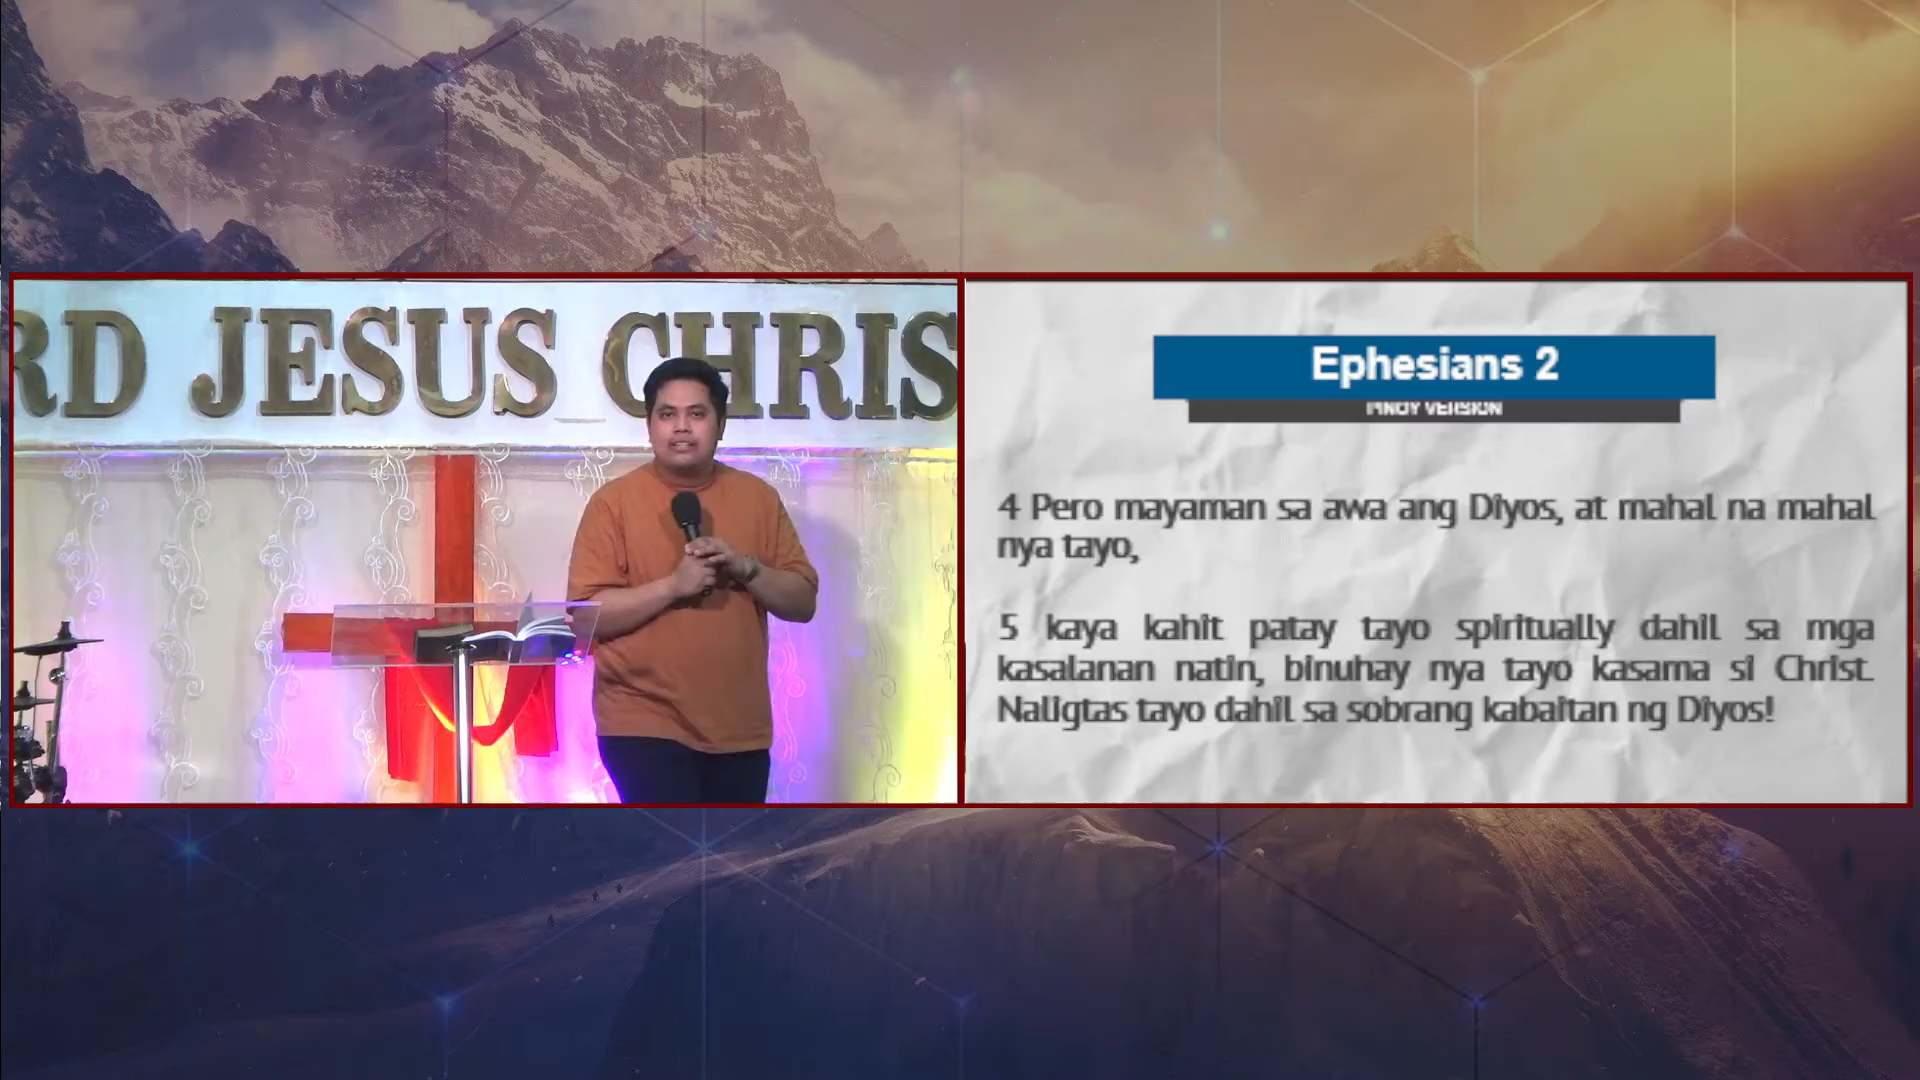 RD JESUS CHRIS
Ephesians 2
PINOY VERSION
4 Pero mayaman sa awa ang Diyos, at mahal na mahal
nya tayo,
5 kaya kahit patay tayo spiritually dahil sa mga
kasalanan natin, binuhay nya tayo kasama si Christ.
Naligtas tayo dahil sa sobrang kabaitan ng Diyos!